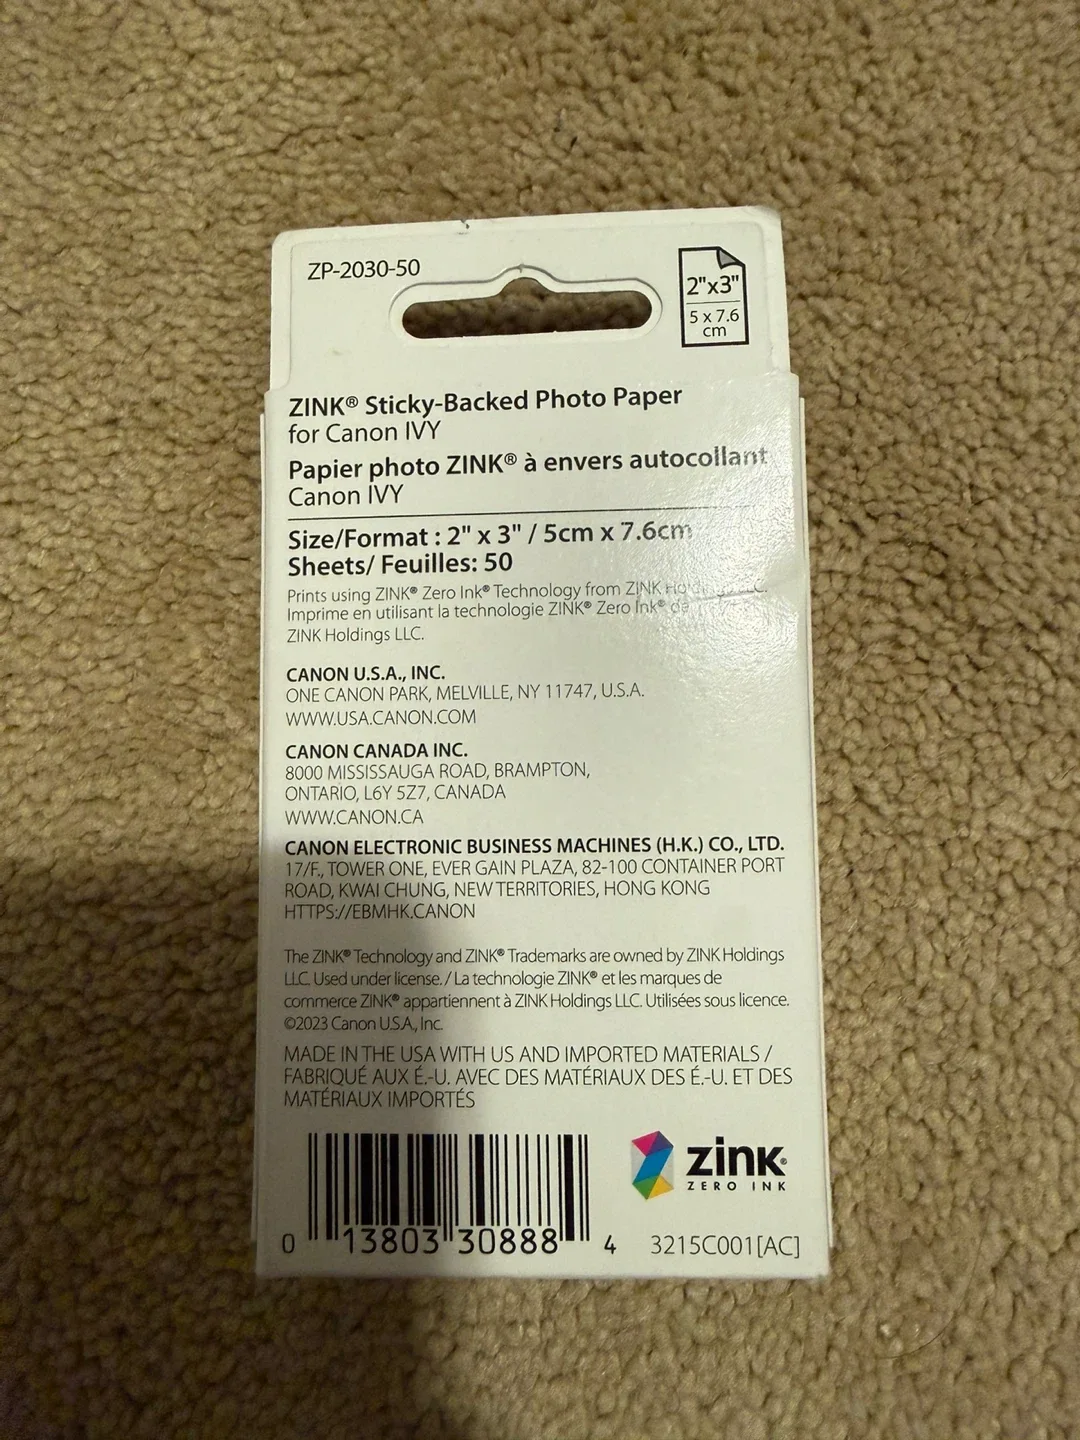 ZP-2030-50
2"x3"
5 x 7.6
cm
ZINK® Sticky-Backed Photo Paper
for Canon IVY
Papier photo ZINK® à envers autocollant
Canon IVY
Size/Format : 2" x 3" / 5cm x 7.6cm
Sheets/ Feuilles: 50
Prints using ZINK® Zero Ink® Technology from ZINK Holdings LLC.
Imprime en utilisant la technologie ZINK® Zero Ink® de
ZINK Holdings LLC.
CANON U.S.A., INC.
ONE CANON PARK, MELVILLE, NY 11747, U.S.A.
WWW.USA.CANON.COM
CANON CANADA INC.
8000 MISSISSAUGA ROAD, BRAMPTON,
ONTARIO, L6Y 5Z7, CANADA
WWW.CANON.CA
CANON ELECTRONIC BUSINESS MACHINES (H.K.) CO., LTD.
17/F., TOWER ONE, EVER GAIN PLAZA, 82-100 CONTAINER PORT
ROAD, KWAI CHUNG, NEW TERRITORIES, HONG KONG
HTTPS://EBMHK.CANON
The ZINK® Technology and ZINK® Trademarks are owned by ZINK Holdings
LLC. Used under license. / La technologie ZINK® et les marques de
commerce ZINK® appartiennent à ZINK Holdings LLC. Utilisées sous licence.
©2023 Canon U.S.A., Inc.
MADE IN THE USA WITH US AND IMPORTED MATERIALS /
FABRIQUÉ AUX É.-U. AVEC DES MATÉRIAUX DES É.-U. ET DES
MATÉRIAUX IMPORTÉS
zink®
ZERO INK
0 13803 30888 4
3215C001[AC]